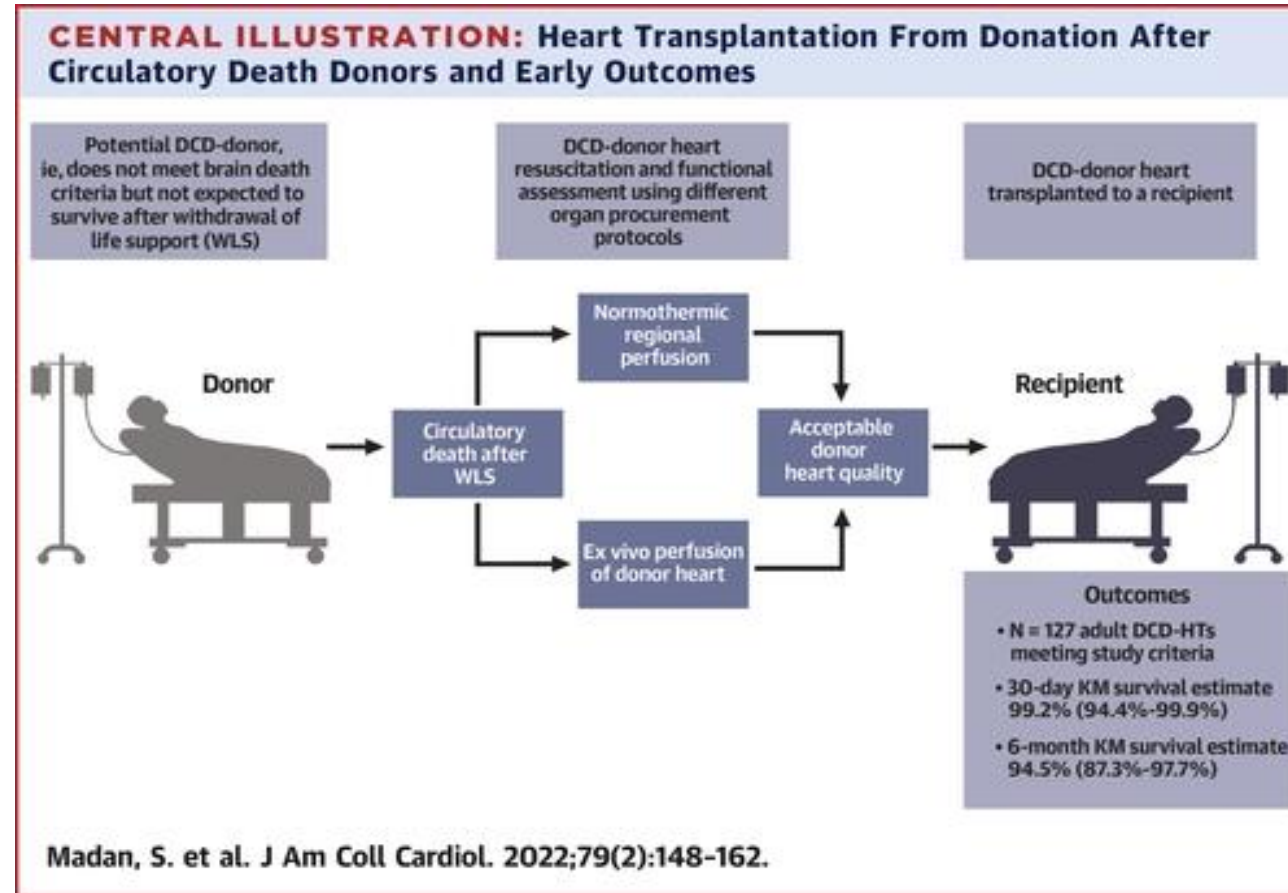 CENTRAL ILLUSTRATION: Heart Transplantation From Donation After
Circulatory Death Donors and Early Outcomes
Potential DCD-donor,
ie, does not meet brain death
criteria but not expected to
survive after withdrawal of
life support (WLS)
DCD-donor heart
resuscitation and functional
assessment using different
organ procurement
protocols
DCD-donor heart
transplanted to a recipient
Donor
Circulatory
death after
WLS
Normothermic
regional
perfusion
Ex vivo perfusion
of donor heart
Acceptable
donor
heart quality
Recipient
Outcomes
• N = 127 adult DCD-HTs
meeting study criteria
• 30-day KM survival estimate
99.2% (94.4%-99.9%)
• 6-month KM survival estimate
94.5% (87.3%-97.7%)
Madan, S. et al. J Am Coll Cardiol. 2022;79(2):148-162.